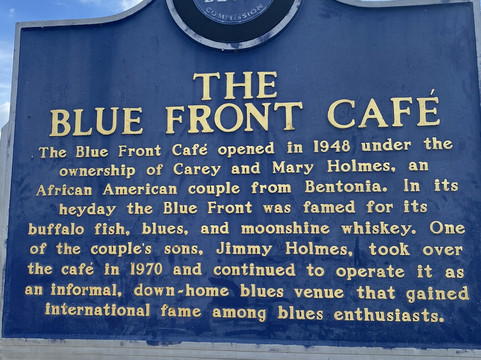 COMMISSION
THE
BLUE FRONT CAFÉ
The Blue Front Café opened in 1948 under the
ownership of Carey and Mary Holmes, an
African American couple from Bentonia. In its
heyday the Blue Front was famed for its
buffalo fish, blues, and moonshine whiskey. One
of the couple's sons, Jimmy Holmes, took over
the café in 1970 and continued to operate it as
an informal, down-home blues venue that gained
international fame among blues enthusiasts.